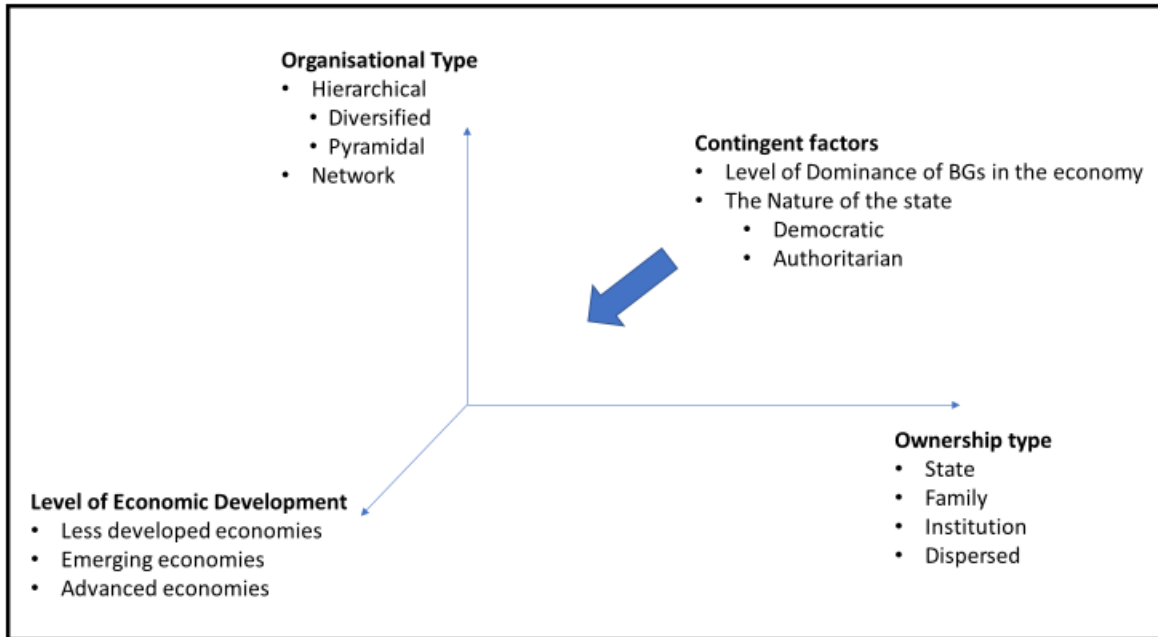 Organisational Type
• Hierarchical
• Diversified
• Pyramidal
• Network
Contingent factors
• Level of Dominance of BGs in the economy
• The Nature of the state
• Democratic
• Authoritarian
Ownership type
• State
• Family
• Institution
• Dispersed
Level of Economic Development
• Less developed economies
• Emerging economies
• Advanced economies